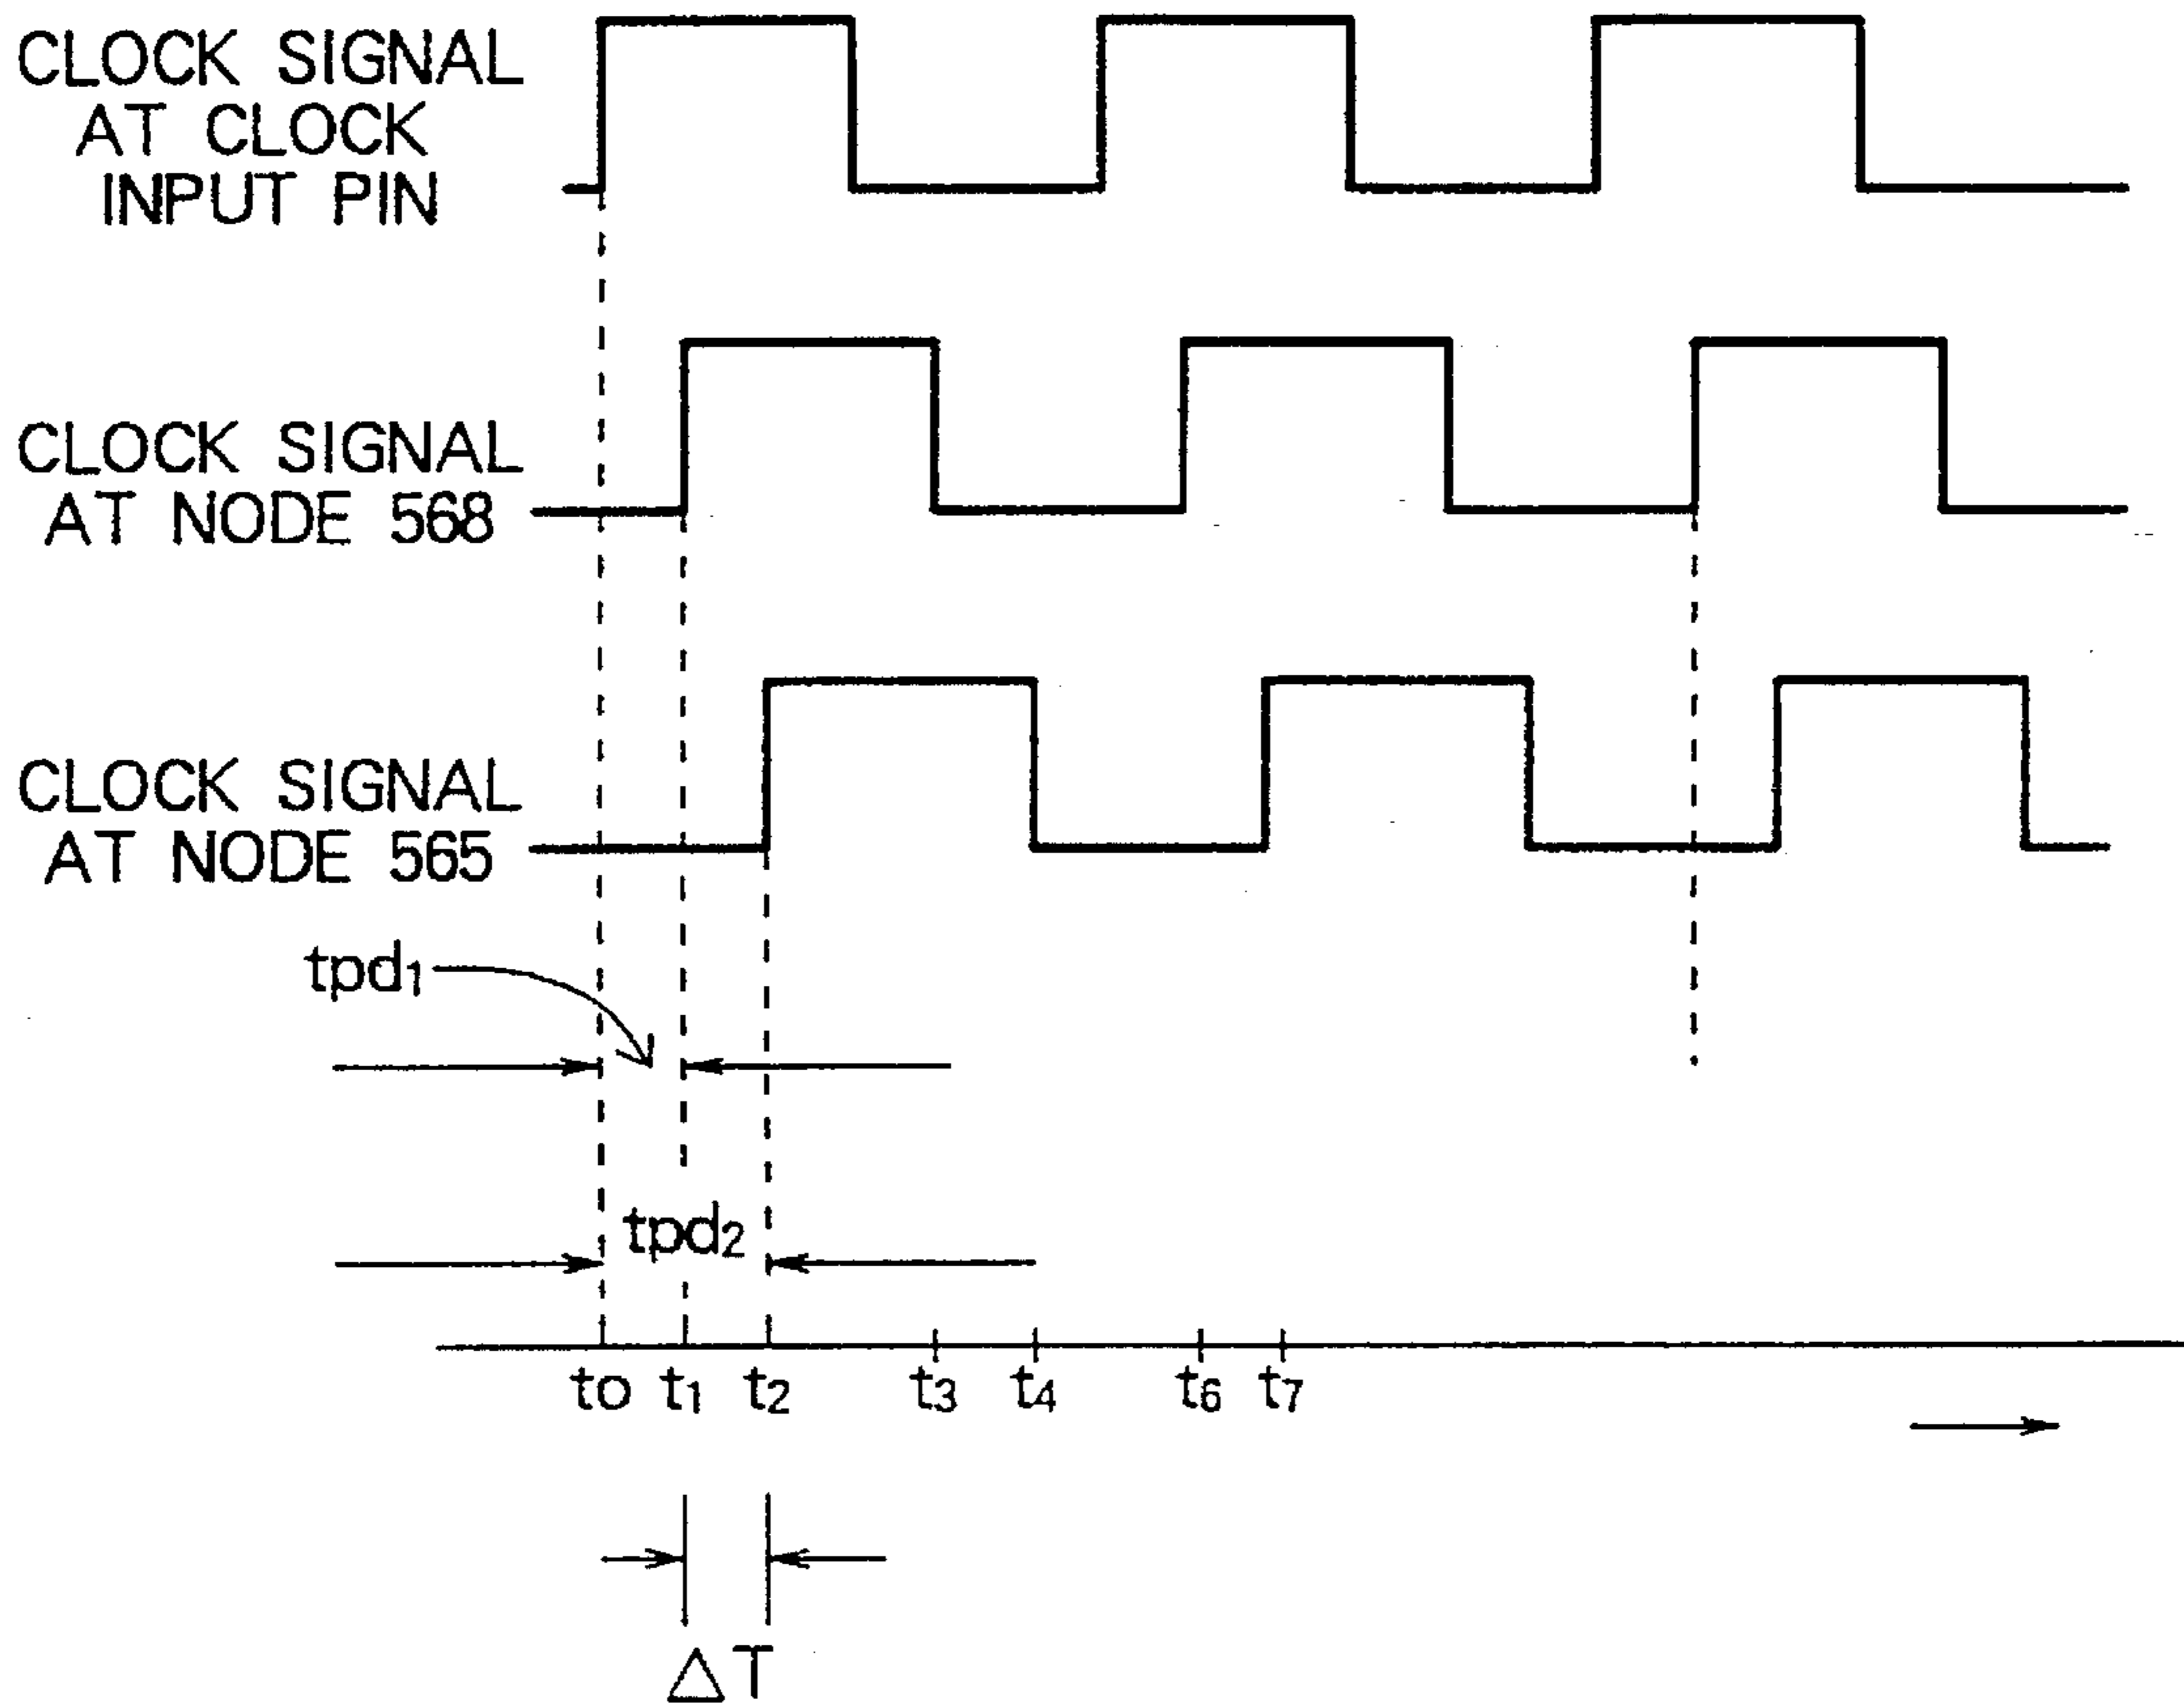 CLOCK SIGNAL
AT CLOCK
INPUT PIN
CLOCK SIGNAL
AT NODE 568
CLOCK SIGNAL
AT NODE 565
tpd1
tpd2
to t1 t2 t3 t4 t6 t7
△T